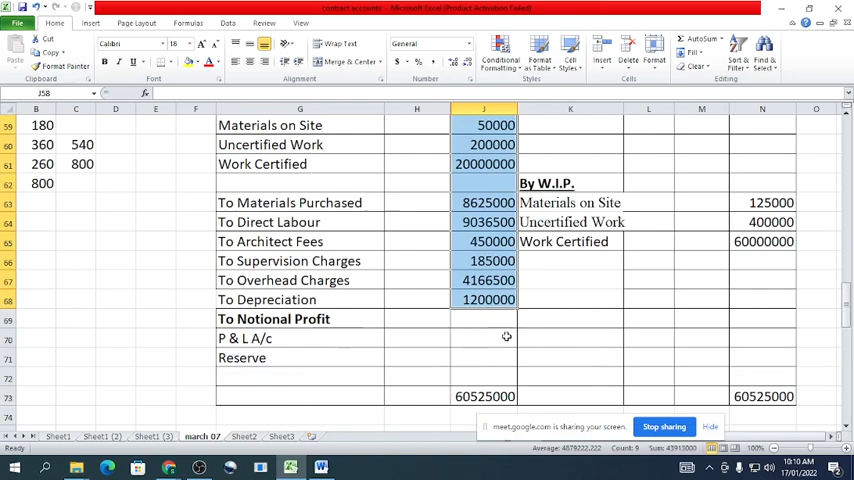 contract accounts - Microsoft Excel (Product Activation Failed)
File Home Insert Page Layout Formulas Data Review View
Cut
Copy
Format Painter
Paste
Clipboard
Calibri 18
B I U
Font
Wrap Text
Merge & Center
Alignment
General
Number
Conditional Formatting
Format as Table
Cell Styles
Styles
Insert Delete Format
Cells
AutoSum
Fill
Clear
Sort & Filter
Find & Select
Editing
J58 fx
B C D E F G H J K L M N O
59 180 Materials on Site 50000
60 360 540 Uncertified Work 200000
61 260 800 Work Certified 20000000
62 800 By W.I.P.
63 To Materials Purchased 8625000 Materials on Site 125000
64 To Direct Labour 9036500 Uncertified Work 400000
65 To Architect Fees 450000 Work Certified 60000000
66 To Supervision Charges 185000
67 To Overhead Charges 4166500
68 To Depreciation 1200000
69 To Notional Profit
70 P & L A/c
71 Reserve
72
73 60525000 60525000
74
meet.google.com is sharing your screen. Stop sharing Hide
Sheet1 Sheet1 (2) Sheet1 (3) march 07 Sheet2 Sheet3
Ready Average: 4879222.222 Count: 9 Sum: 43913000 100%
10:10 AM
17/01/2022